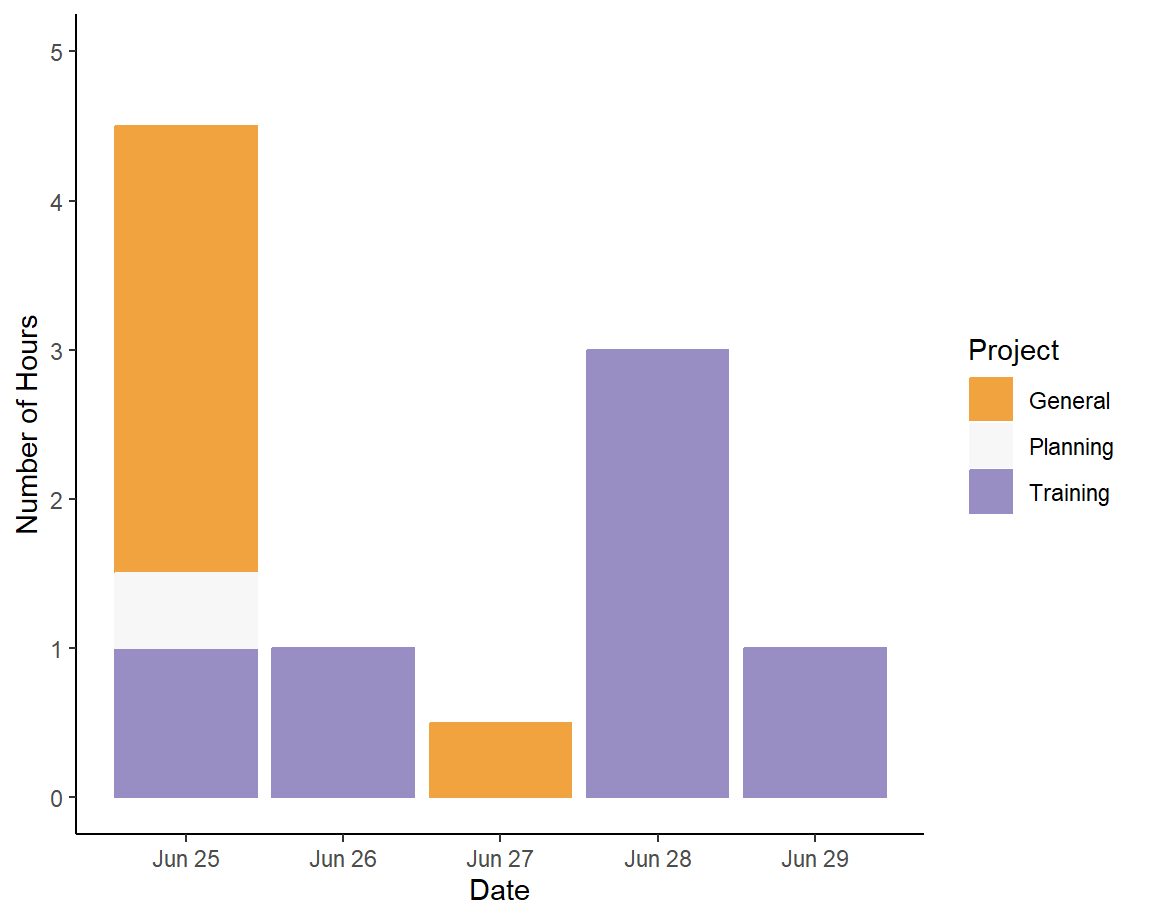 5
4
3
2
1
0
Number of Hours
Jun 25
Jun 26
Jun 27
Jun 28
Jun 29
Date
Project
General
Planning
Training